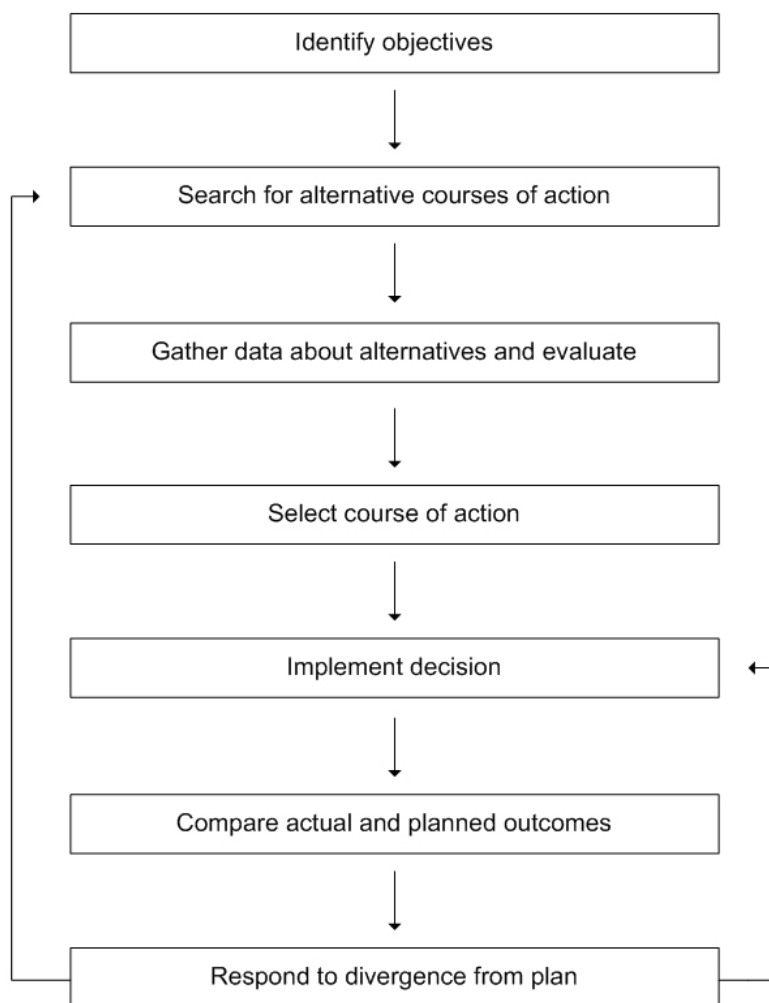 Identify objectives
Search for alternative courses of action
Gather data about alternatives and evaluate
Select course of action
Implement decision
Compare actual and planned outcomes
Respond to divergence from plan